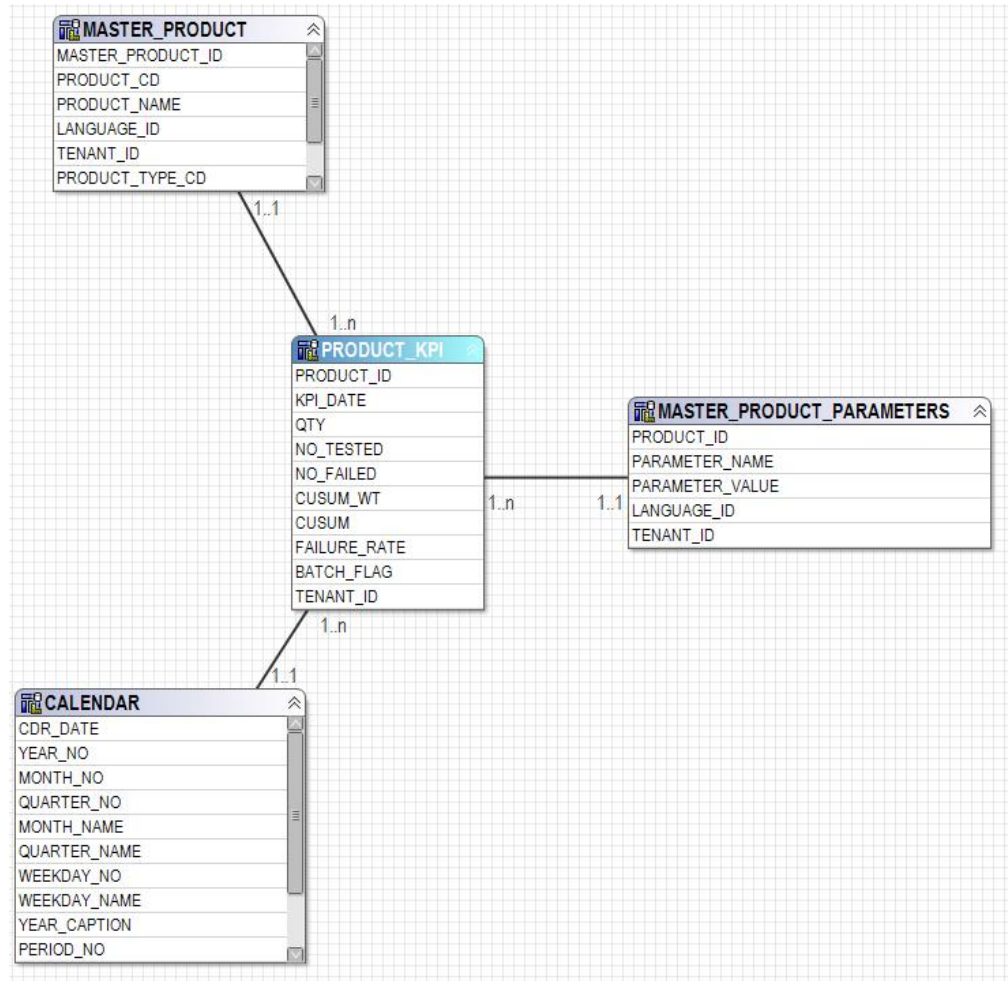 MASTER_PRODUCT
MASTER_PRODUCT_ID
PRODUCT_CD
PRODUCT_NAME
LANGUAGE_ID
TENANT_ID
PRODUCT_TYPE_CD
1..1
1..n
PRODUCT_KPI
PRODUCT_ID
KPI_DATE
QTY
NO_TESTED
NO_FAILED
CUSUM_WT
CUSUM
FAILURE_RATE
BATCH_FLAG
TENANT_ID
1..n
1..1
MASTER_PRODUCT_PARAMETERS
PRODUCT_ID
PARAMETER_NAME
PARAMETER_VALUE
LANGUAGE_ID
TENANT_ID
1..n
1..1
CALENDAR
CDR_DATE
YEAR_NO
MONTH_NO
QUARTER_NO
MONTH_NAME
QUARTER_NAME
WEEKDAY_NO
WEEKDAY_NAME
YEAR_CAPTION
PERIOD_NO